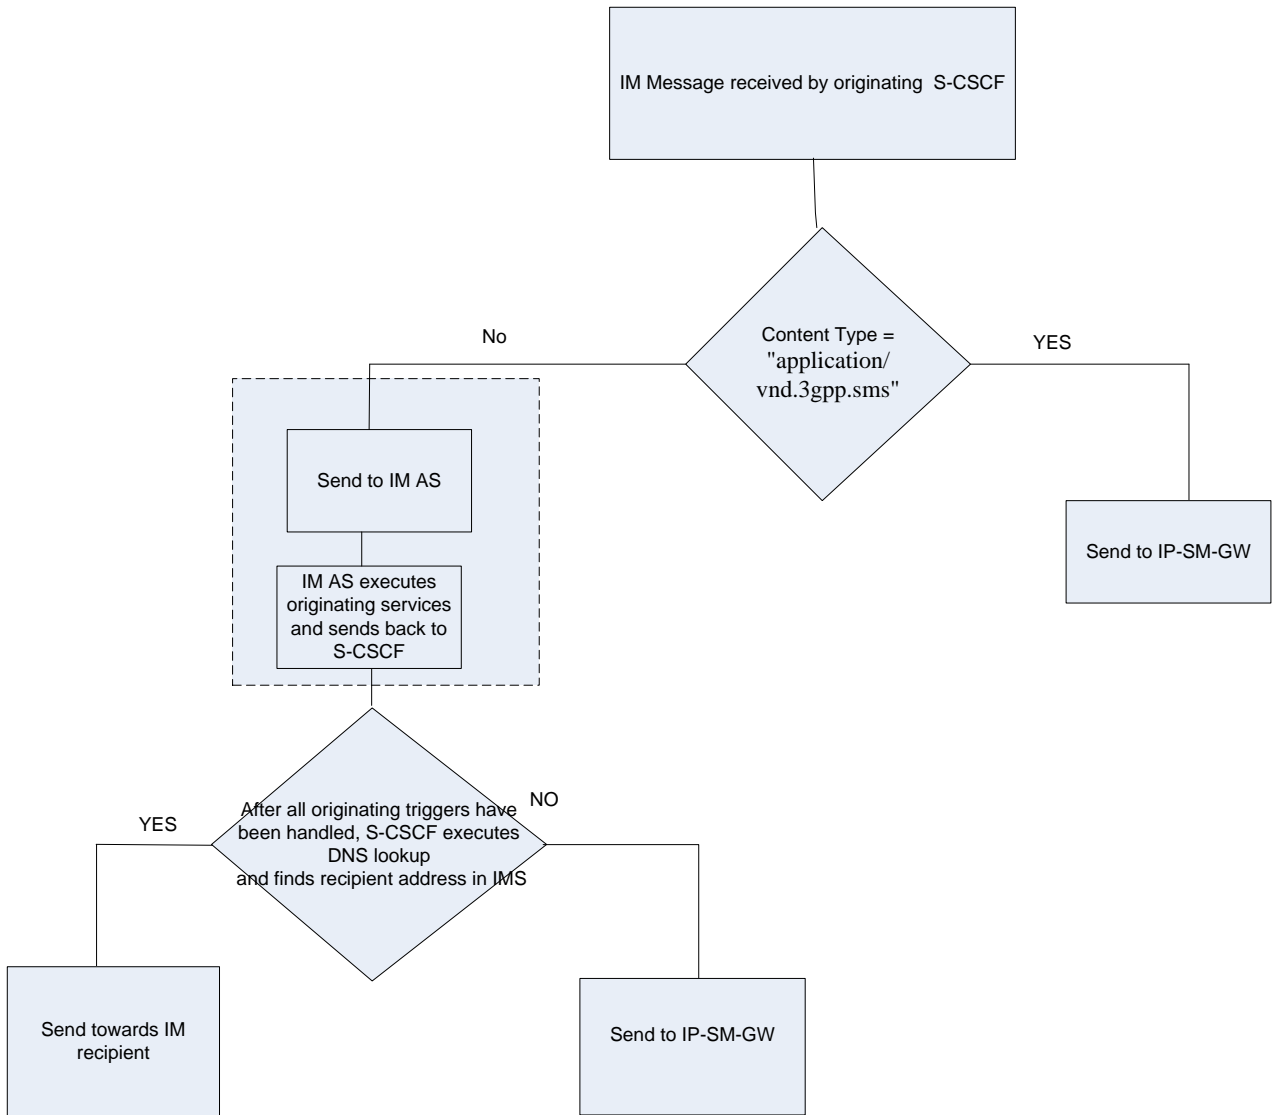 IM Message received by originating  S-CSCF
Content Type =
"application/
vnd.3gpp.sms"
No
YES
Send to IM AS
Send to IP-SM-GW
IM AS executes
originating services
and sends back to
S-CSCF
After all originating triggers have
been handled, S-CSCF executes
DNS lookup
and finds recipient address in IMS
YES
NO
Send towards IM
recipient
Send to IP-SM-GW